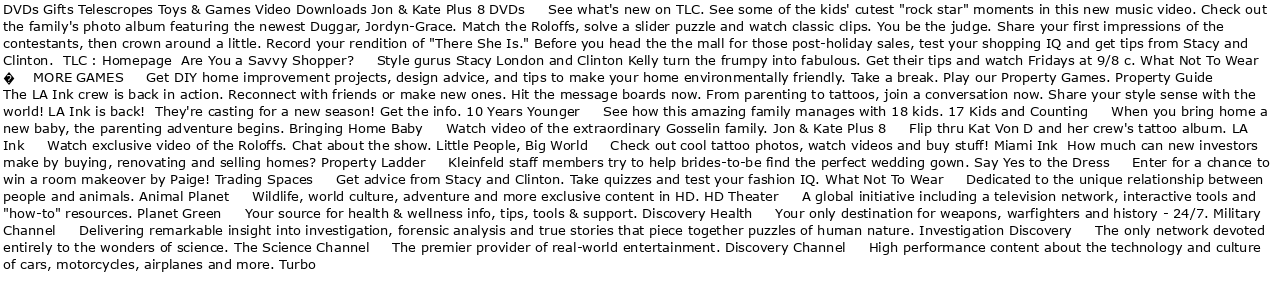 DVDs Gifts Telescropes Toys & Games Video Downloads Jon & Kate Plus 8 DVDs See what's new on TLC. See some of the kids' cutest "rock star" moments in this new music video. Check out
the family's photo album featuring the newest Duggar, Jordyn-Grace. Match the Roloffs, solve a slider puzzle and watch classic clips. You be the judge. Share your first impressions of the
contestants, then crown around a little. Record your rendition of "There She Is." Before you head the the mall for those post-holiday sales, test your shopping IQ and get tips from Stacy and
Clinton. TLC : Homepage Are You a Savvy Shopper? Style gurus Stacy London and Clinton Kelly turn the frumpy into fabulous. Get their tips and watch Fridays at 9/8 c. What Not To Wear
� MORE GAMES Get DIY home improvement projects, design advice, and tips to make your home environmentally friendly. Take a break. Play our Property Games. Property Guide
The LA Ink crew is back in action. Reconnect with friends or make new ones. Hit the message boards now. From parenting to tattoos, join a conversation now. Share your style sense with the
world! LA Ink is back! They're casting for a new season! Get the info. 10 Years Younger See how this amazing family manages with 18 kids. 17 Kids and Counting When you bring home a
new baby, the parenting adventure begins. Bringing Home Baby Watch video of the extraordinary Gosselin family. Jon & Kate Plus 8 Flip thru Kat Von D and her crew's tattoo album. LA
Ink Watch exclusive video of the Roloffs. Chat about the show. Little People, Big World Check out cool tattoo photos, watch videos and buy stuff! Miami Ink How much can new investors
make by buying, renovating and selling homes? Property Ladder Kleinfeld staff members try to help brides-to-be find the perfect wedding gown. Say Yes to the Dress Enter for a chance to
win a room makeover by Paige! Trading Spaces Get advice from Stacy and Clinton. Take quizzes and test your fashion IQ. What Not To Wear Dedicated to the unique relationship between
people and animals. Animal Planet Wildlife, world culture, adventure and more exclusive content in HD. HD Theater A global initiative including a television network, interactive tools and
"how-to" resources. Planet Green Your source for health & wellness info, tips, tools & support. Discovery Health Your only destination for weapons, warfighters and history - 24/7. Military
Channel Delivering remarkable insight into investigation, forensic analysis and true stories that piece together puzzles of human nature. Investigation Discovery The only network devoted
entirely to the wonders of science. The Science Channel The premier provider of real-world entertainment. Discovery Channel High performance content about the technology and culture
of cars, motorcycles, airplanes and more. Turbo